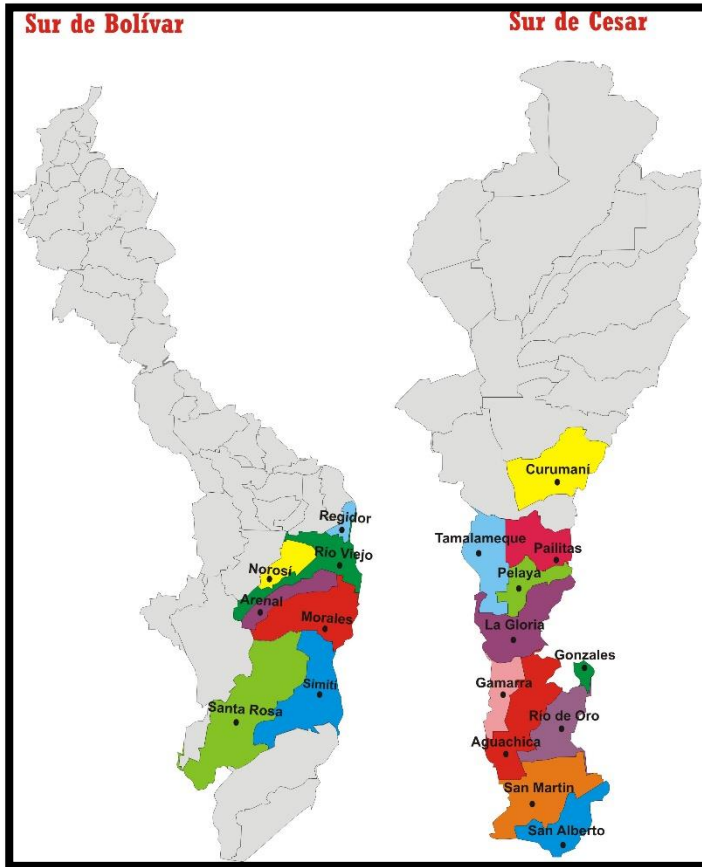 Sur de Bolívar
Sur de Cesar
Regidor
Río Viejo
Norosí
Arenal
Morales
Simití
Santa Rosa
Curumaní
Tamalameque
Pailitas
Pelaya
La Gloria
Gonzales
Gamarra
Río de Oro
Aguachica
San Martin
San Alberto